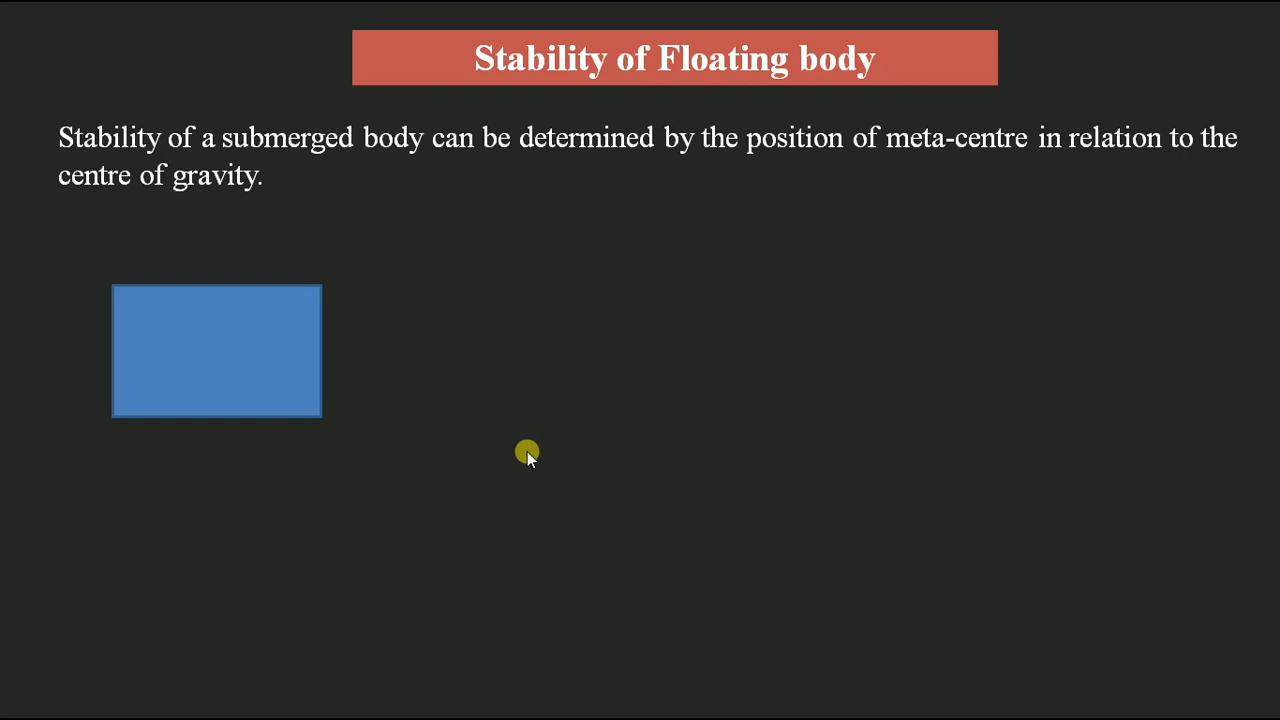 Stability of Floating body
Stability of a submerged body can be determined by the position of meta-centre in relation to the
centre of gravity.